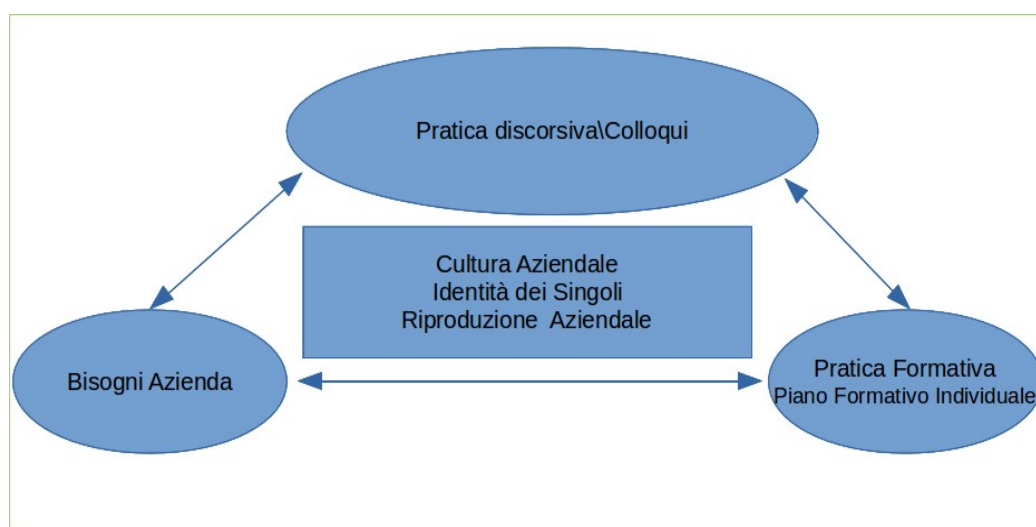 Pratica discorsiva\Colloqui
Cultura Aziendale
Identità dei Singoli
Riproduzione Aziendale
Bisogni Azienda
Pratica Formativa
Piano Formativo Individuale